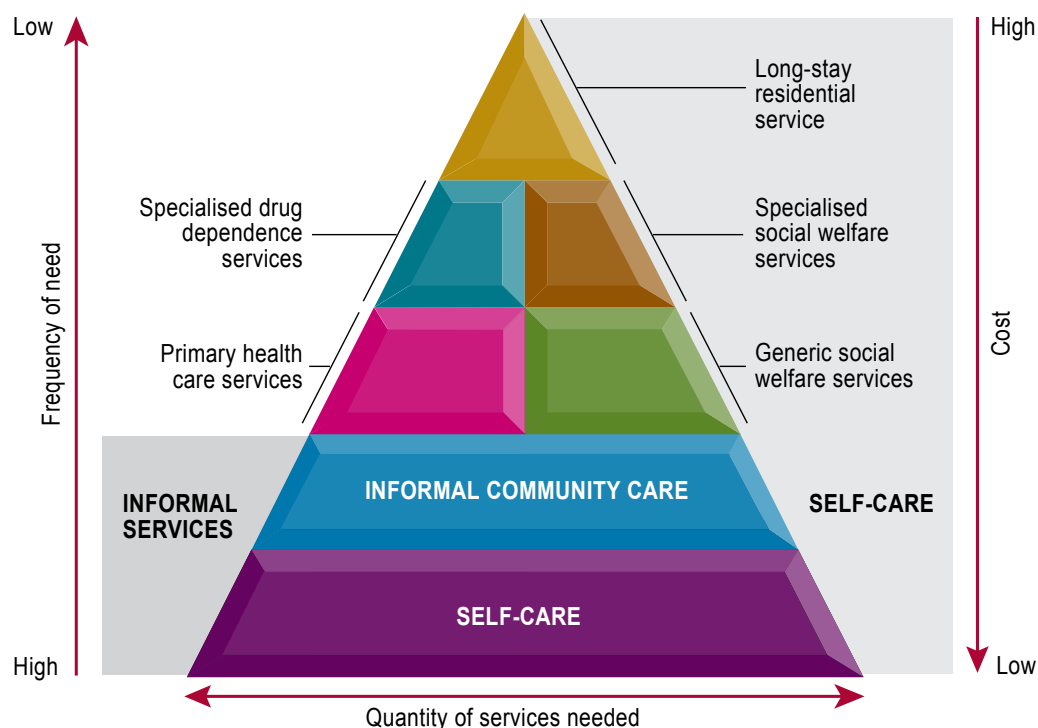 Low
High
Long-stay
residential
service
Specialised drug
dependence
services
Specialised
social welfare
services
Frequency of need
Cost
Primary health
care services
Generic social
welfare services
INFORMAL
SERVICES
INFORMAL COMMUNITY CARE
SELF-CARE
SELF-CARE
High
Low
Quantity of services needed